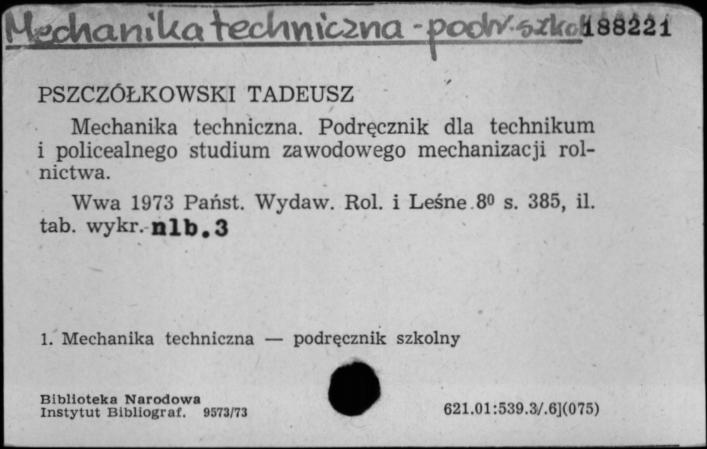 Mechanika techniczna - podr. szkol 188221
PSZCZÓŁKOWSKI TADEUSZ
Mechanika techniczna. Podręcznik dla technikum
i policealnego studium zawodowego mechanizacji rol-
nictwa.
Wwa 1973 Państ. Wydaw. Rol. i Leśne 8⁰ s. 385, il.
tab. wykr. nlb.3
1. Mechanika techniczna — podręcznik szkolny
Biblioteka Narodowa
Instytut Bibliograf. 9573/73
621.01:539.3/.6](075)